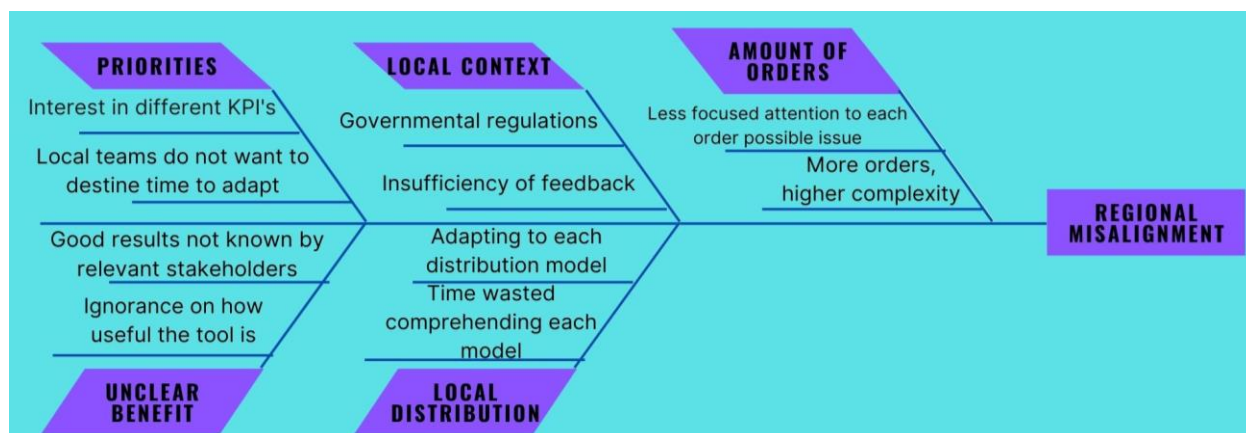 PRIORITIES
Interest in different KPI's
Local teams do not want to
destine time to adapt
LOCAL CONTEXT
Governmental regulations
Insufficiency of feedback
AMOUNT OF
ORDERS
Less focused attention to each
order possible issue
More orders,
higher complexity
REGIONAL
MISALIGNMENT
Good results not known by
relevant stakeholders
Ignorance on how
useful the tool is
UNCLEAR
BENEFIT
Adapting to each
distribution model
Time wasted
comprehending each
model
LOCAL
DISTRIBUTION